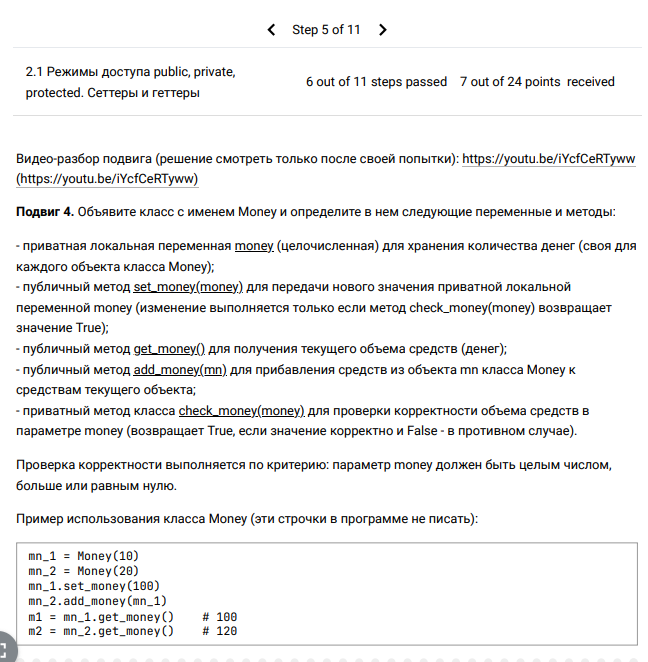 Step 5 of 11
2.1 Режимы доступа public, private,
protected. Сеттеры и геттеры
6 out of 11 steps passed 7 out of 24 points received
Видео-разбор подвига (решение смотреть только после своей попытки): https://youtu.be/iYcfCeRTyww
(https://youtu.be/iYcfCeRTyww)
Подвиг 4. Объявите класс с именем Money и определите в нем следующие переменные и методы:
- приватная локальная переменная money (целочисленная) для хранения количества денег (своя для
каждого объекта класса Money);
- публичный метод set_money(money) для передачи нового значения приватной локальной
переменной money (изменение выполняется только если метод check_money(money) возвращает
значение True);
- публичный метод get_money() для получения текущего объема средств (денег);
- публичный метод add_money(mn) для прибавления средств из объекта mn класса Money к
средствам текущего объекта;
- приватный метод класса check_money(money) для проверки корректности объема средств в
параметре money (возвращает True, если значение корректно и False - в противном случае).
Проверка корректности выполняется по критерию: параметр money должен быть целым числом,
больше или равным нулю.
Пример использования класса Money (эти строчки в программе не писать):
mn_1 = Money(10)
mn_2 = Money(20)
mn_1.set_money(100)
mn_2.add_money(mn_1)
m1 = mn_1.get_money() # 100
m2 = mn_2.get_money() # 120